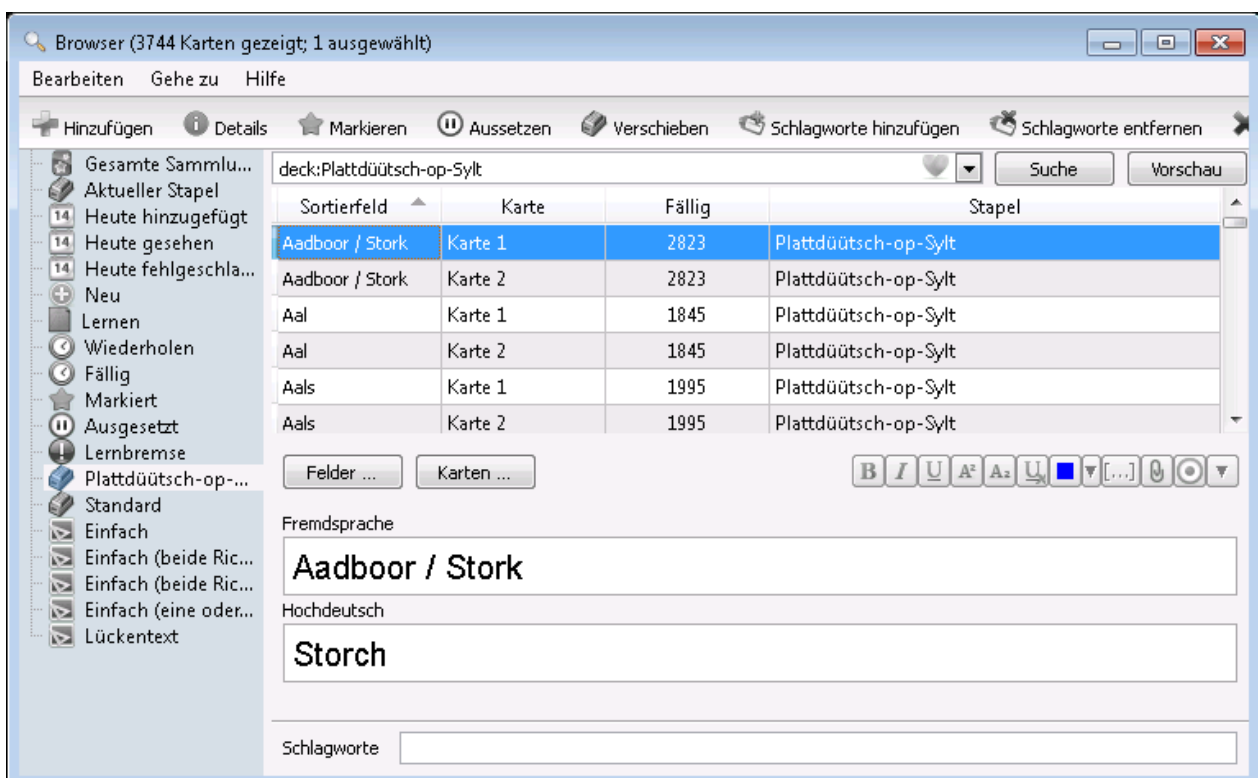 Browser (3744 Karten gezeigt; 1 ausgewählt)
Bearbeiten Gehe zu Hilfe
Hinzufügen Details Markieren Aussetzen Verschieben Schlagworte hinzufügen Schlagworte entfernen
Gesamte Sammlu...
Aktueller Stapel
14 Heute hinzugefügt
14 Heute gesehen
14 Heute fehlgeschla...
Neu
Lernen
Wiederholen
Fällig
Markiert
Ausgesetzt
Lernbremse
Plattdüütsch-op-...
Standard
Einfach
Einfach (beide Ric...
Einfach (beide Ric...
Einfach (eine oder...
Lückentext
deck:Plattdüütsch-op-Sylt Suche Vorschau
Sortierfeld Karte Fällig Stapel
Aadboor / Stork Karte 1 2823 Plattdüütsch-op-Sylt
Aadboor / Stork Karte 2 2823 Plattdüütsch-op-Sylt
Aal Karte 1 1845 Plattdüütsch-op-Sylt
Aal Karte 2 1845 Plattdüütsch-op-Sylt
Aals Karte 1 1995 Plattdüütsch-op-Sylt
Aals Karte 2 1995 Plattdüütsch-op-Sylt
Felder ... Karten ... B I U A² A₂ U [...]
Fremdsprache
Aadboor / Stork
Hochdeutsch
Storch
Schlagworte